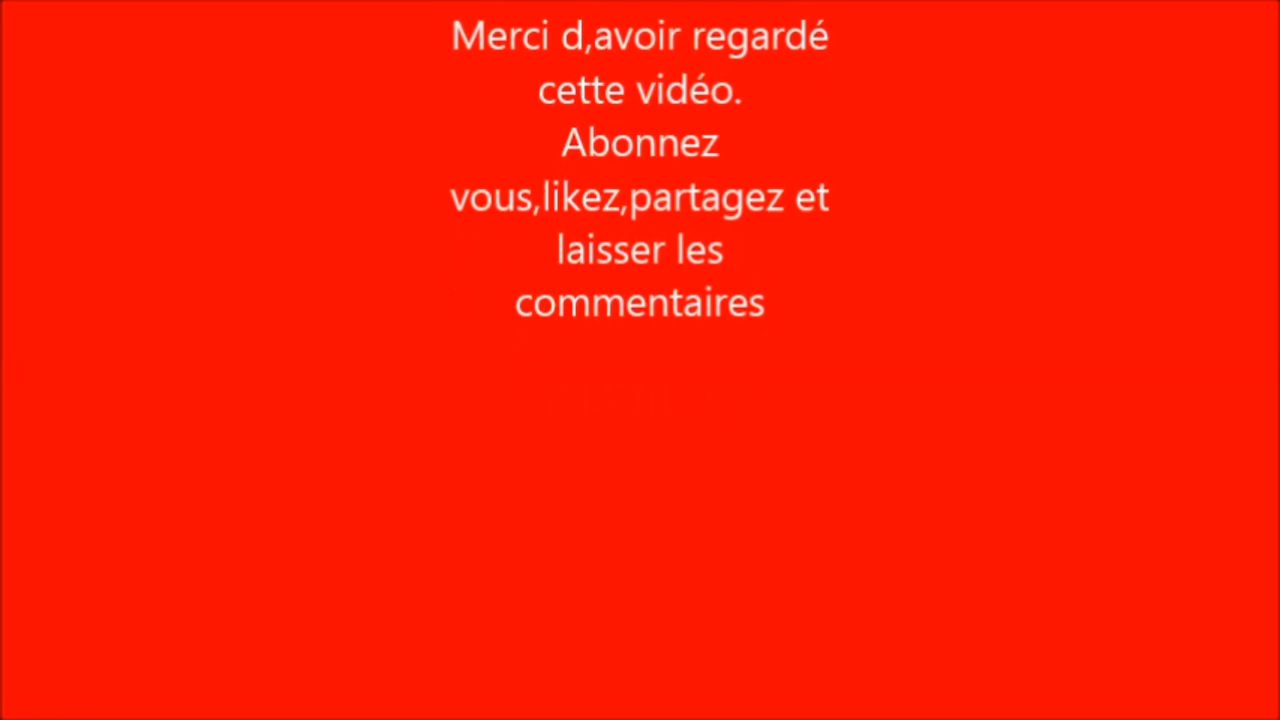 Merci d,avoir regardé
cette vidéo.
Abonnez
vous,likez,partagez et
laisser les
commentaires